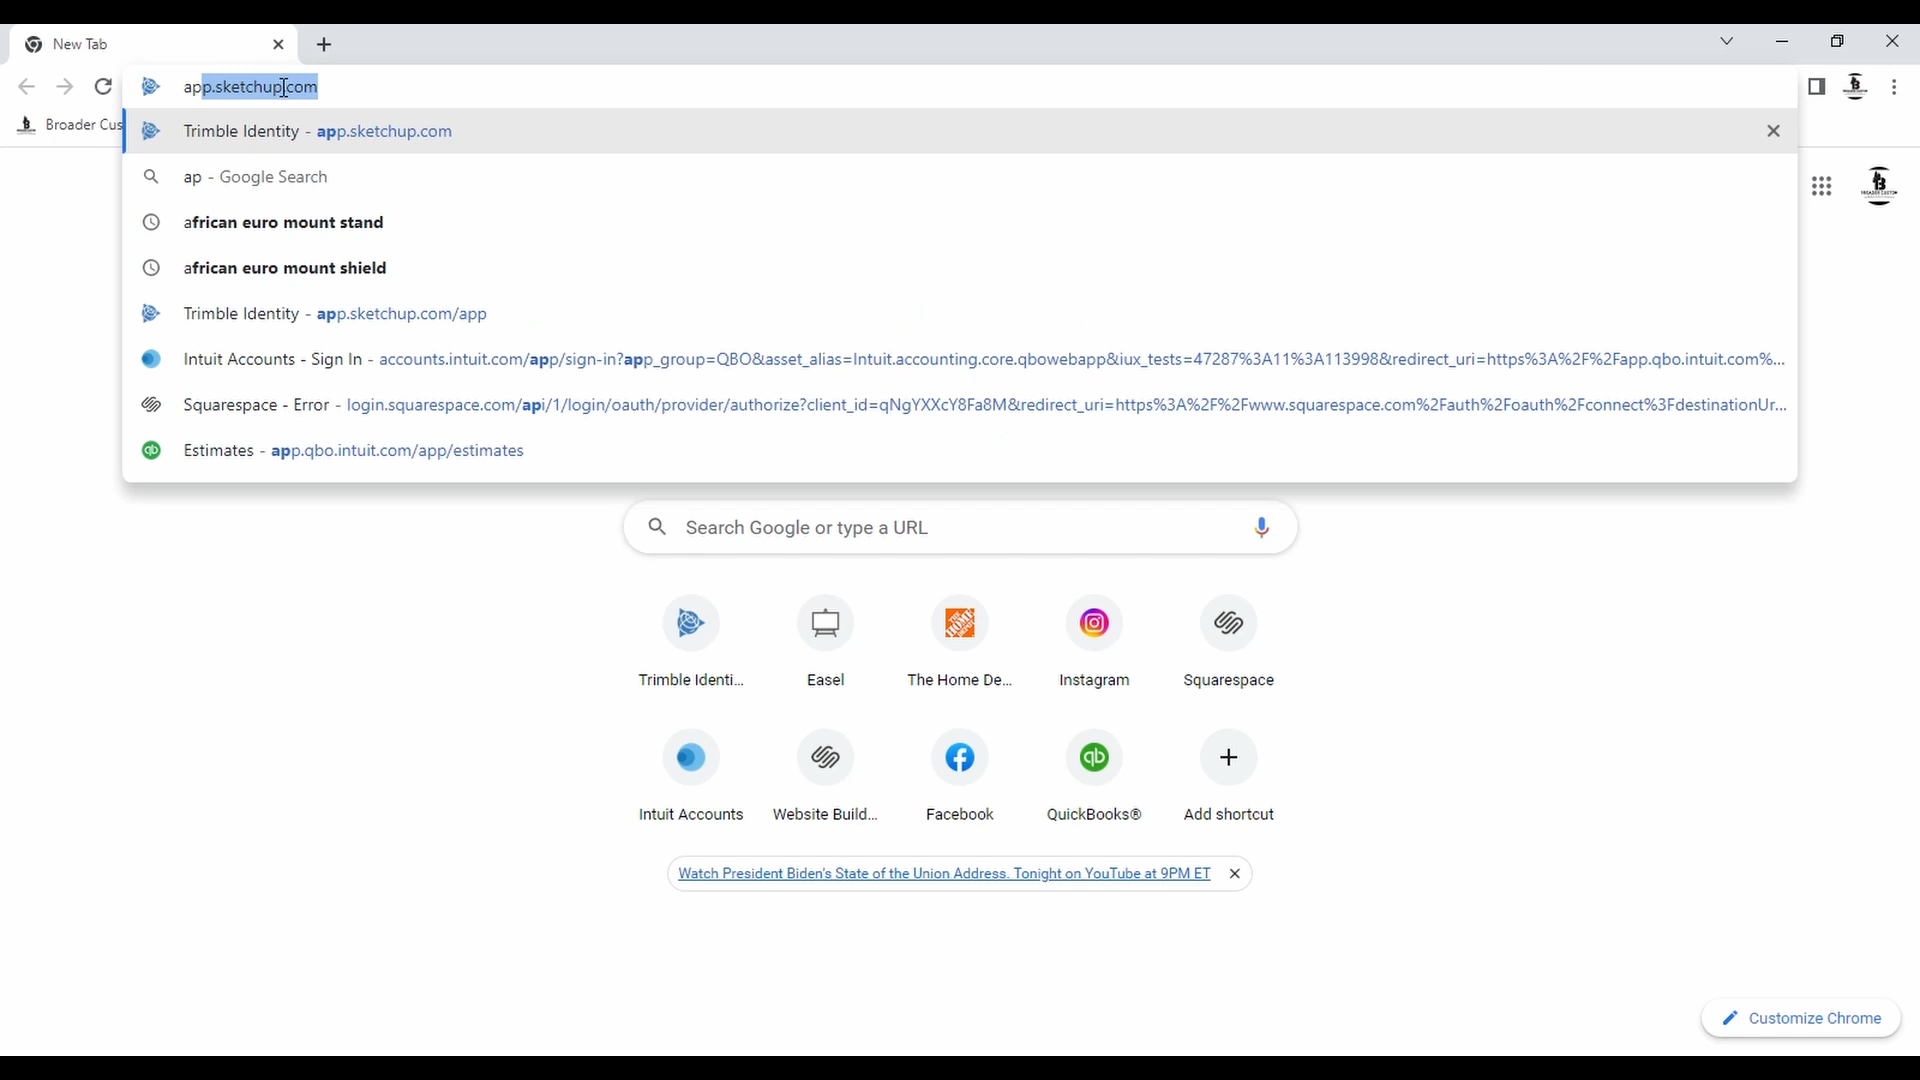 New Tab
app.sketchup.com
Broader Cus
Trimble Identity - app.sketchup.com
ap - Google Search
african euro mount stand
african euro mount shield
Trimble Identity - app.sketchup.com/app
Intuit Accounts - Sign In - accounts.intuit.com/app/sign-in?app_group=QBO&asset_alias=Intuit.accounting.core.qbowebapp&iux_tests=47287%3A11%3A113998&redirect_uri=https%3A%2F%2Fapp.qbo.intuit.com%...
Squarespace - Error - login.squarespace.com/api/1/login/oauth/provider/authorize?client_id=qNgYXXcY8Fa8M&redirect_uri=https%3A%2F%2Fwww.squarespace.com%2Fauth%2Foauth%2Fconnect%3FdestinationUr...
Estimates - app.qbo.intuit.com/app/estimates
Search Google or type a URL
Trimble Identi...
Easel
The Home De...
Instagram
Squarespace
Intuit Accounts
Website Build...
Facebook
QuickBooks®
Add shortcut
Watch President Biden's State of the Union Address. Tonight on YouTube at 9PM ET
Customize Chrome